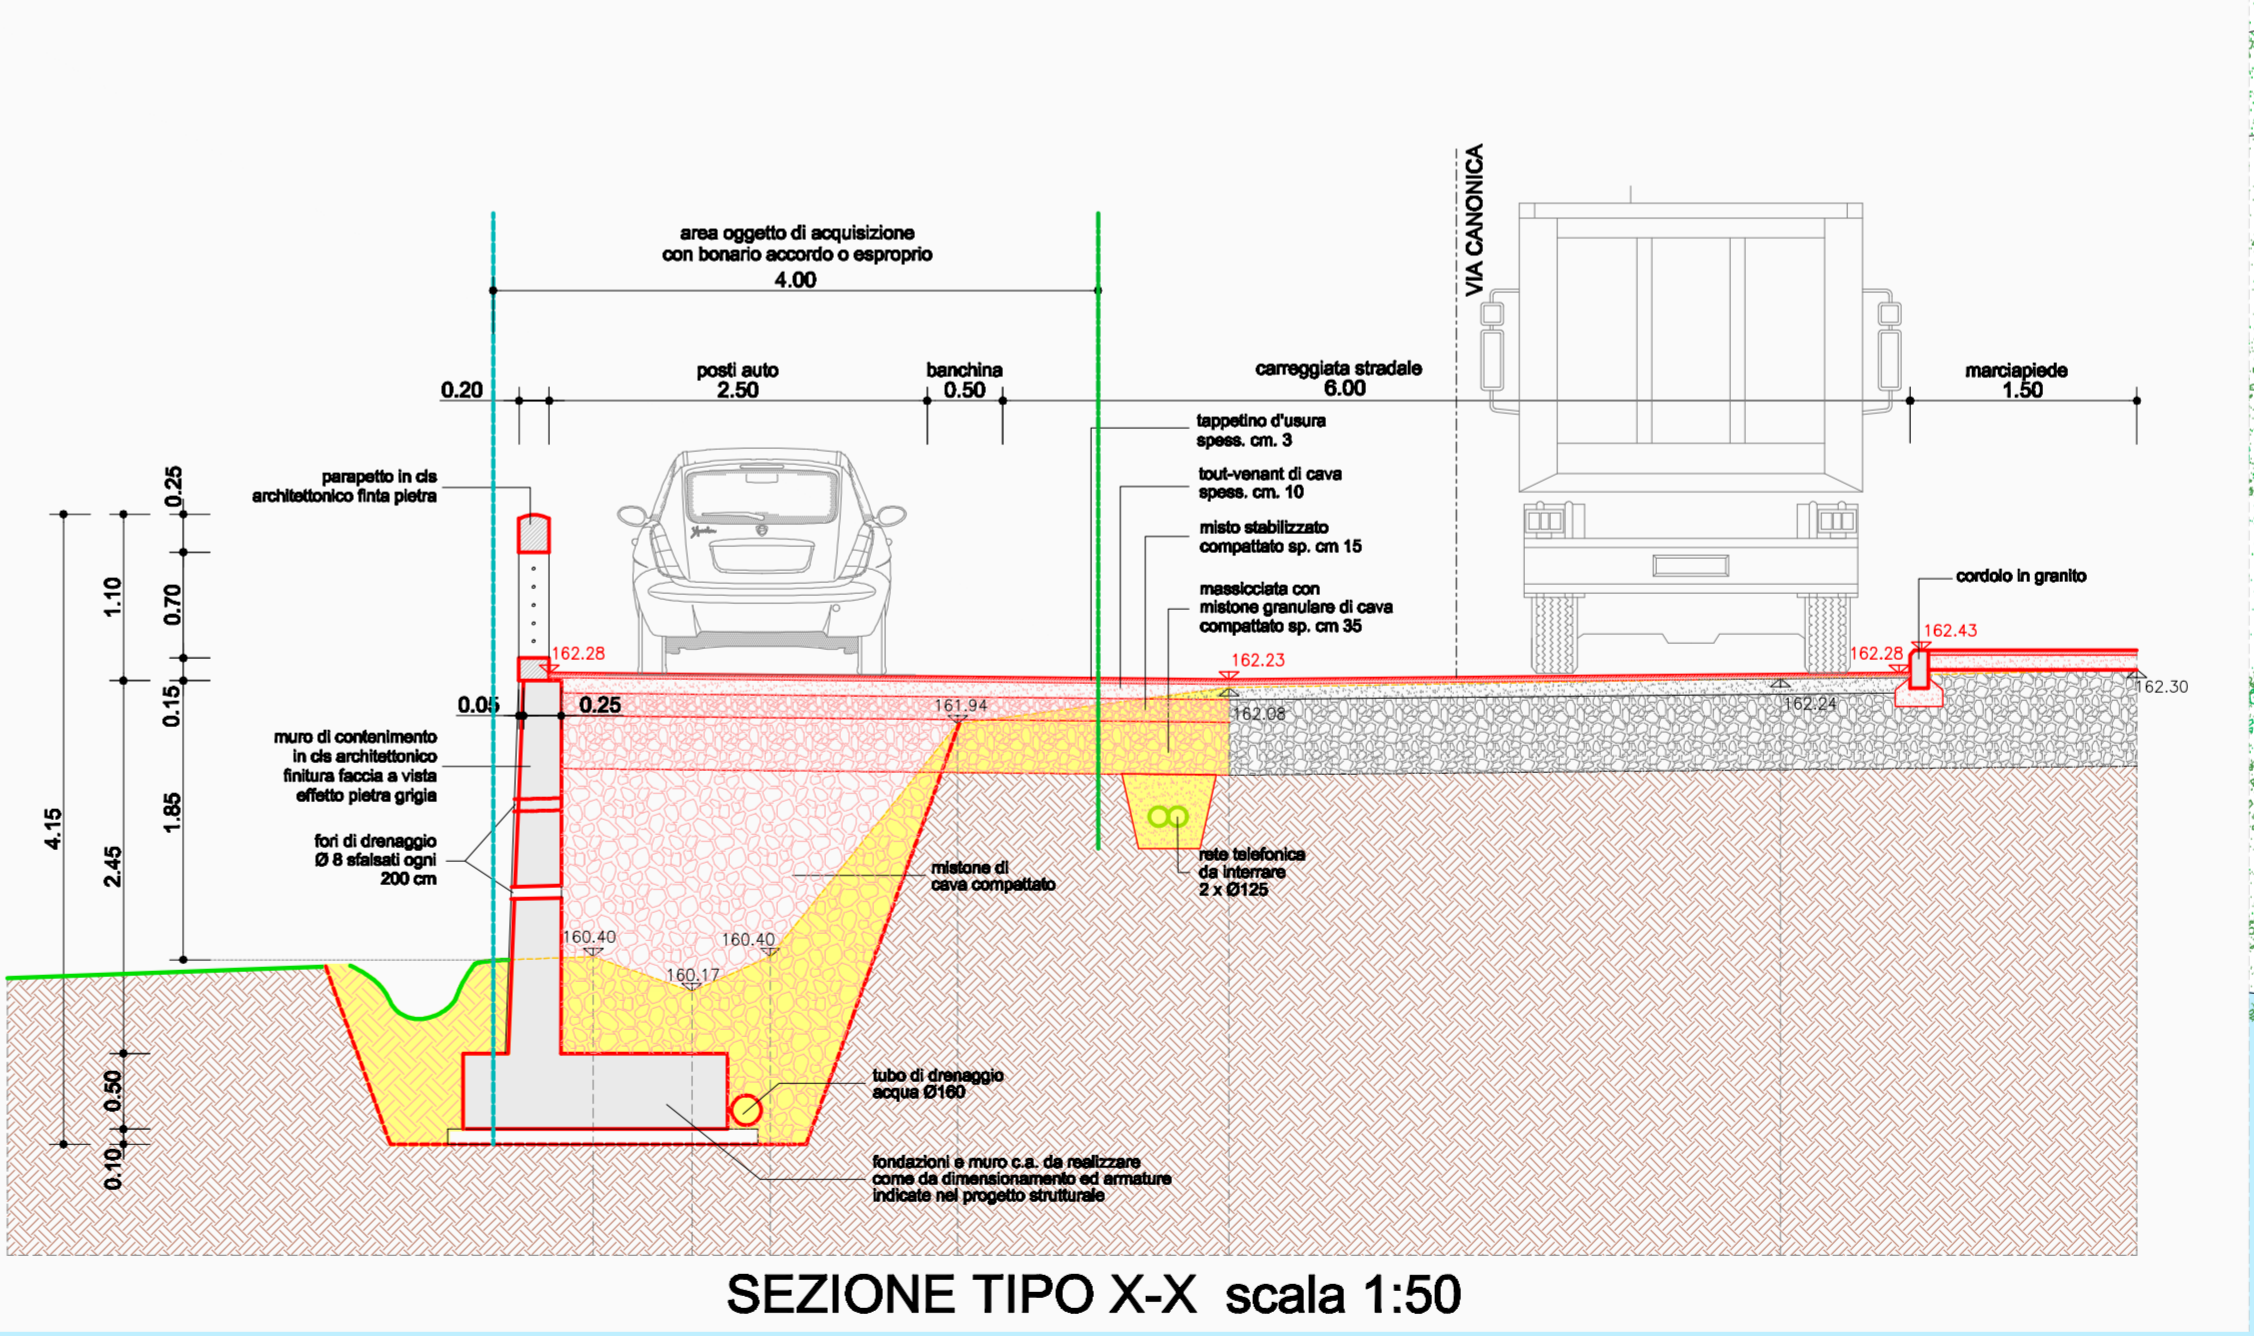 VIA CANONICA
area oggetto di acquisizione
con bonario accordo o esproprio
4.00
0.20
posti auto
2.50
banchina
0.50
carreggiata stradale
6.00
marciapiede
1.50
tappetino d'usura
spess. cm. 3
tout-venant di cava
spess. cm. 10
misto stabilizzato
compattato sp. cm 15
massicciata con
mistone granulare di cava
compattato sp. cm 35
parapetto in cls
architettonico finta pietra
0.25
1.10
0.70
0.15
cordolo in granito
162.28
162.23
162.28
162.43
162.30
0.05
0.25
161.94
162.08
162.24
muro di contenimento
in cls architettonico
finitura faccia a vista
effetto pietra grigia
4.15
2.45
1.85
fori di drenaggio
Ø 8 sfalsati ogni
200 cm
mistone di
cava compattato
rete telefonica
da interrare
2 x Ø125
160.40
160.40
160.17
0.50
0.10
tubo di drenaggio
acqua Ø160
fondazioni e muro c.a. da realizzare
come da dimensionamento ed armature
indicate nel progetto strutturale
SEZIONE TIPO X-X scala 1:50